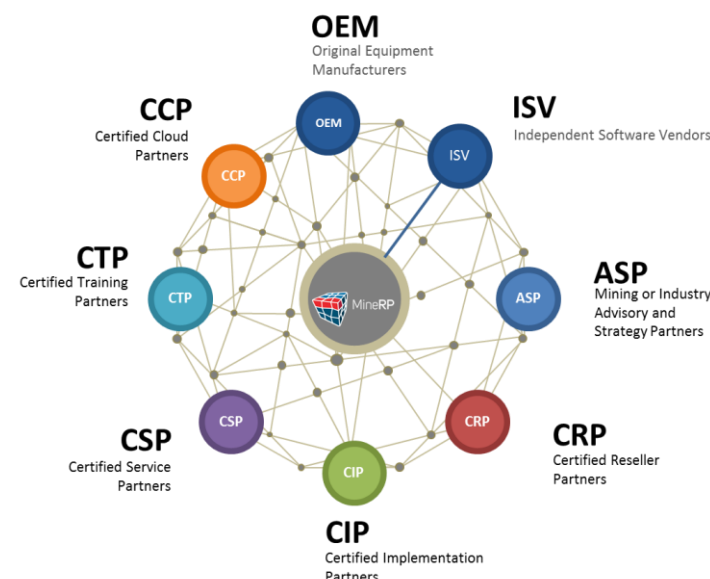 OEM
Original Equipment
Manufacturers
OEM
ISV
Independent Software Vendors
ISV
CCP
Certified Cloud
Partners
CCP
CTP
Certified Training
Partners
CTP
MineRP
ASP
ASP
Mining or Industry
Advisory and
Strategy Partners
CSP
CSP
Certified Service
Partners
CRP
CRP
Certified Reseller
Partners
CIP
CIP
Certified Implementation
Partners